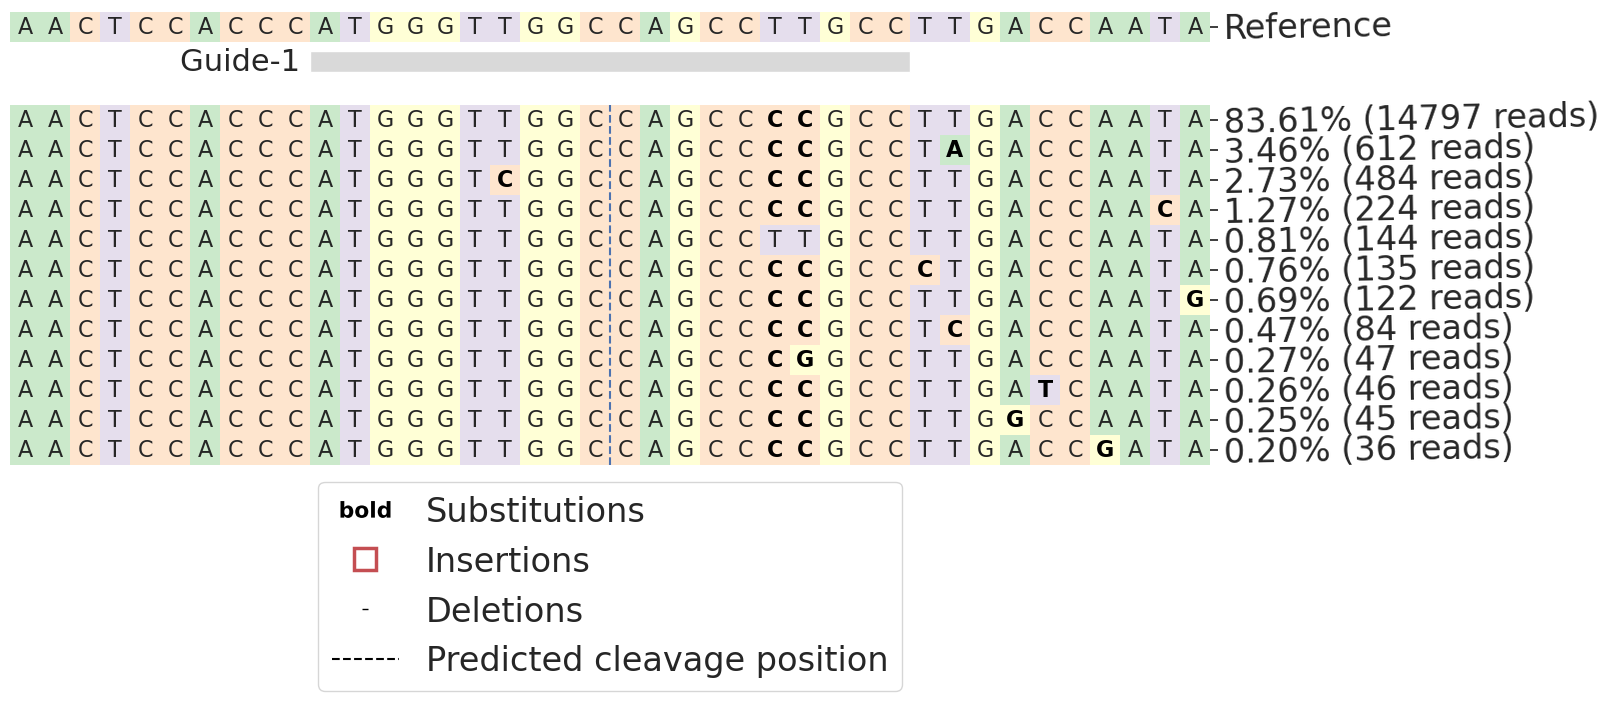 A A C T C C A C C C A T G G G T T G G C C A G C C T T G C C T T G A C C A A T A Reference
Guide-1
A A C T C C A C C C A T G G G T T G G C C A G C C C C G C C T T G A C C A A T A 83.61% (14797 reads)
A A C T C C A C C C A T G G G T T G G C C A G C C C C G C C T A G A C C A A T A 3.46% (612 reads)
A A C T C C A C C C A T G G G T C G G C C A G C C C C G C C T T G A C C A A T A 2.73% (484 reads)
A A C T C C A C C C A T G G G T T G G C C A G C C C C G C C T T G A C C A A C A 1.27% (224 reads)
A A C T C C A C C C A T G G G T T G G C C A G C C T T G C C T T G A C C A A T A 0.81% (144 reads)
A A C T C C A C C C A T G G G T T G G C C A G C C C C G C C C T G A C C A A T A 0.76% (135 reads)
A A C T C C A C C C A T G G G T T G G C C A G C C C C G C C T T G A C C A A T G 0.69% (122 reads)
A A C T C C A C C C A T G G G T T G G C C A G C C C C G C C T C G A C C A A T A 0.47% (84 reads)
A A C T C C A C C C A T G G G T T G G C C A G C C C G G C C T T G A C C A A T A 0.27% (47 reads)
A A C T C C A C C C A T G G G T T G G C C A G C C C C G C C T T G A T C A A T A 0.26% (46 reads)
A A C T C C A C C C A T G G G T T G G C C A G C C C C G C C T T G G C C A A T A 0.25% (45 reads)
A A C T C C A C C C A T G G G T T G G C C A G C C C C G C C T T G A C C G A T A 0.20% (36 reads)
bold Substitutions
Insertions
- Deletions
Predicted cleavage position